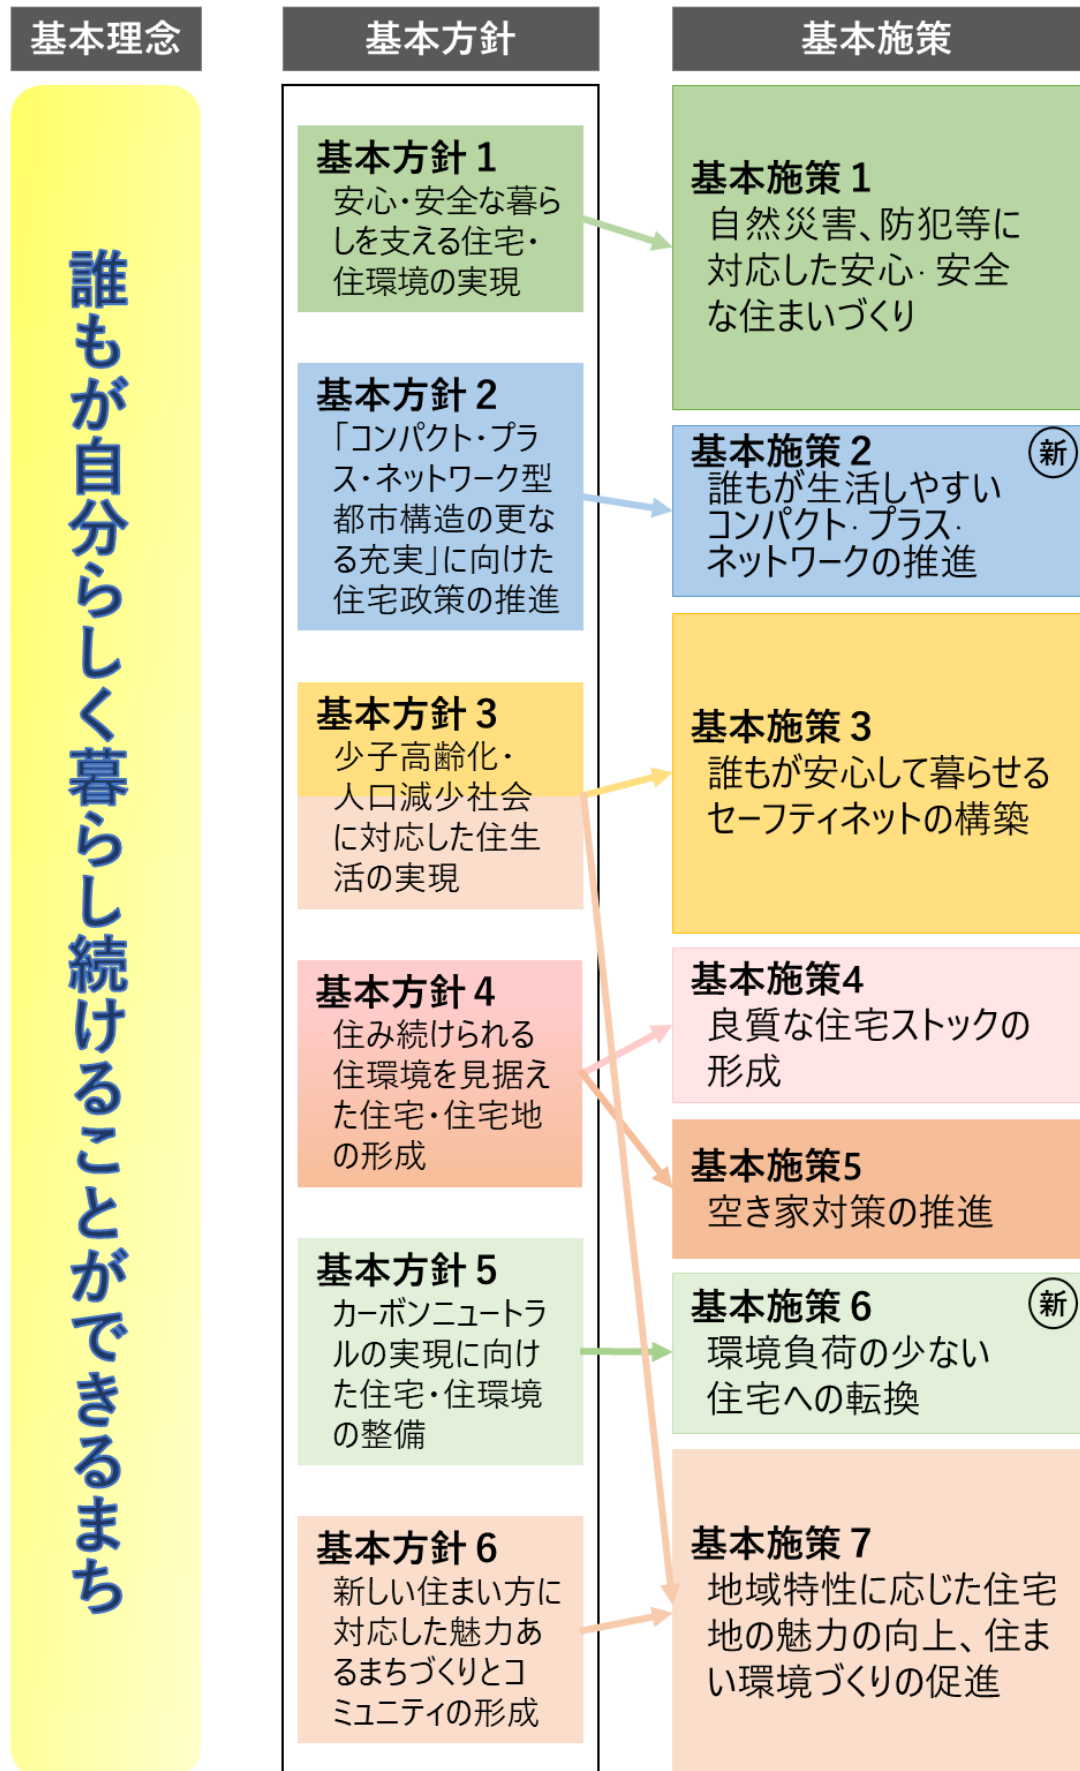 基本理念
基本方針
基本施策
誰もが自分らしく暮らし続けることができるまち
基本方針１
安心・安全な暮ら
しを支える住宅・
住環境の実現
基本方針２
「コンパクト・プラ
ス・ネットワーク型
都市構造の更な
る充実」に向けた
住宅政策の推進
基本方針３
少子高齢化・
人口減少社会
に対応した住生
活の実現
基本方針４
住み続けられる
住環境を見据え
た住宅・住宅地
の形成
基本方針５
カーボンニュートラ
ルの実現に向け
た住宅・住環境
の整備
基本方針６
新しい住まい方に
対応した魅力あ
るまちづくりとコ
ミュニティの形成
基本施策１
自然災害、防犯等に
対応した安心・安全
な住まいづくり
基本施策２
新
誰もが生活しやすい
コンパクト・プラス・
ネットワークの推進
基本施策３
誰もが安心して暮らせる
セーフティネットの構築
基本施策4
良質な住宅ストックの
形成
基本施策5
空き家対策の推進
基本施策６
新
環境負荷の少ない
住宅への転換
基本施策７
地域特性に応じた住宅
地の魅力の向上、住ま
い環境づくりの促進